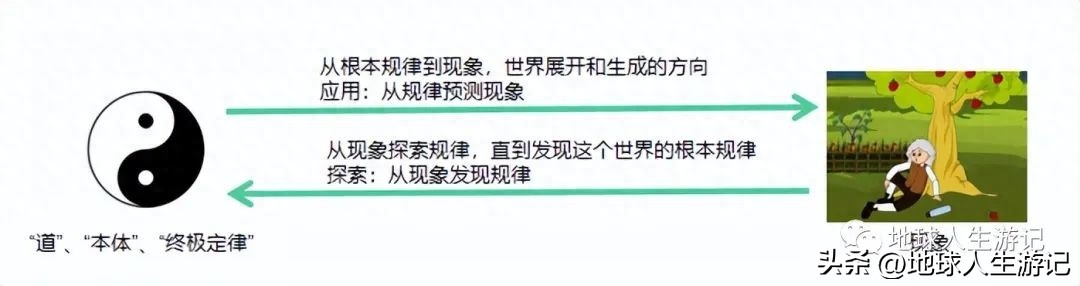 从根本规律到现象，世界展开和生成的方向
应用：从规律预测现象
从现象探索规律，直到发现这个世界的根本规律
探索：从现象发现规律
“道”、“本体”、“终极定律”
现象
地球人生游记
头条 @地球人生游记